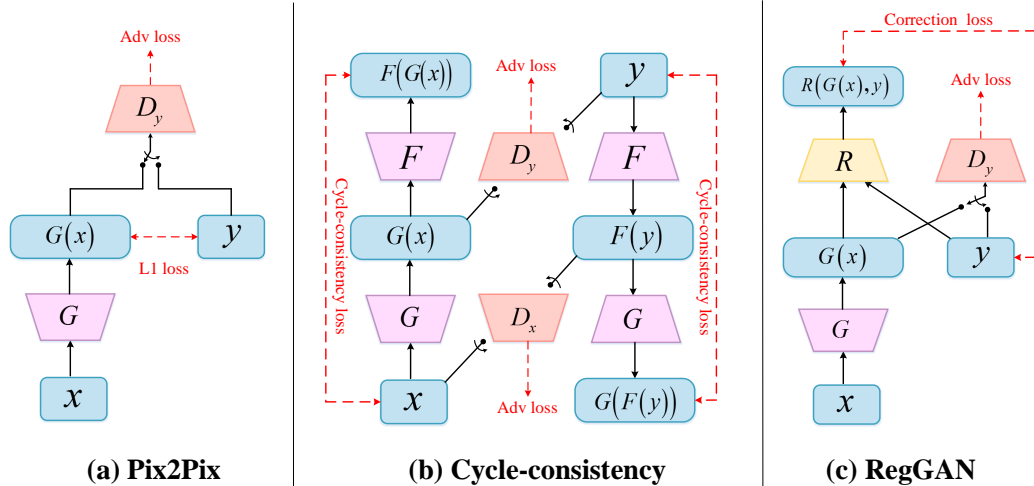 Adv loss
D_y
G(x)
y
L1 loss
G
x
(a) Pix2Pix
F(G(x))
Adv loss
y
F
D_y
F
Cycle-consistency loss
Cycle-consistency loss
G(x)
F(y)
G
D_x
G
x
Adv loss
G(F(y))
(b) Cycle-consistency
Correction loss
R(G(x),y)
Adv loss
R
D_y
G(x)
y
G
x
(c) RegGAN